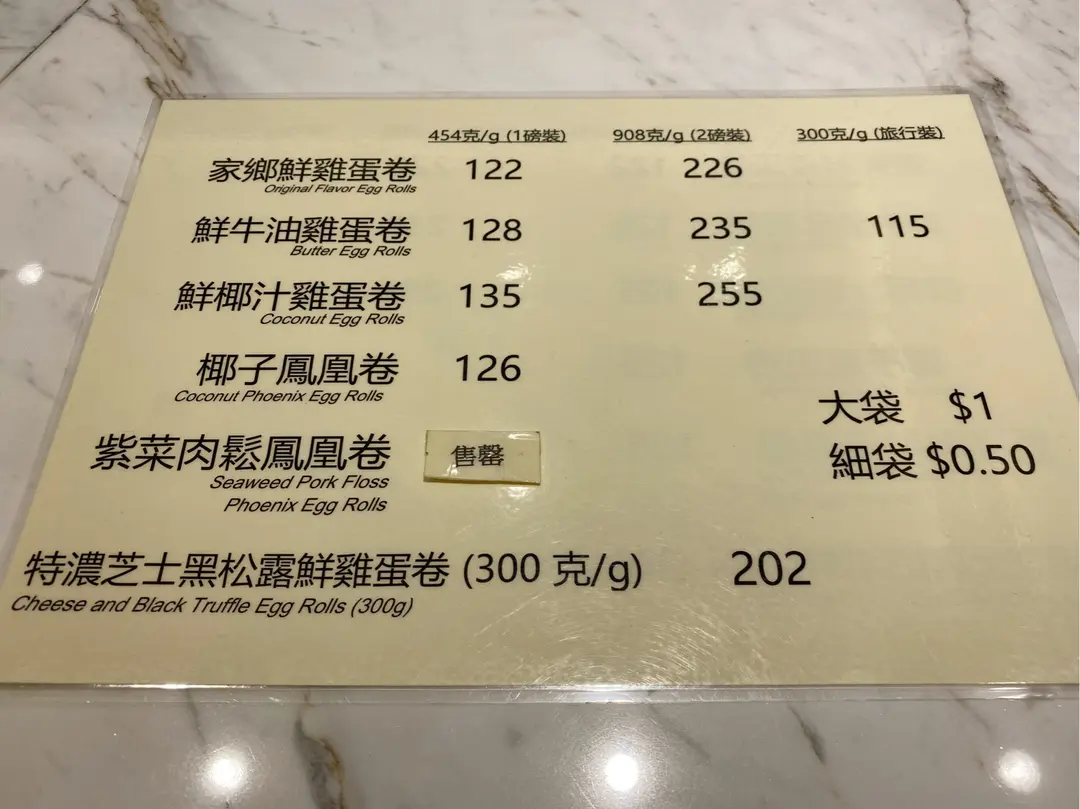 454克/g (1磅裝) 908克/g (2磅裝) 300克/g (旅行裝)
家鄉鮮雞蛋卷 122 226
Original Flavor Egg Rolls
鮮牛油雞蛋卷 128 235 115
Butter Egg Rolls
鮮椰汁雞蛋卷 135 255
Coconut Egg Rolls
椰子鳳凰卷 126
Coconut Phoenix Egg Rolls
大袋 $1
紫菜肉鬆鳳凰卷 售罄
細袋 $0.50
Seaweed Pork Floss
Phoenix Egg Rolls
特濃芝士黑松露鮮雞蛋卷 (300 克/g) 202
Cheese and Black Truffle Egg Rolls (300g)